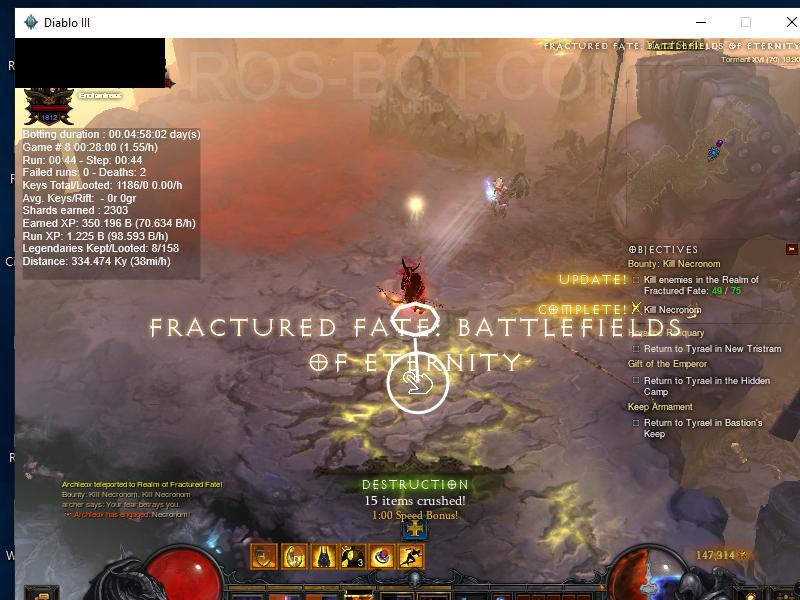 Diablo III
FRACTURED FATE: BATTLEFIELDS OF ETERNITY
Torment XVI (70) 19:30
ROS-BOT.COM
Public
Enchantress
1812
Botting duration : 00.04:58:02 day(s)
Game # 8 00:28:00 (1.55/h)
Run: 00:44 - Step: 00:44
Failed runs: 0 - Deaths: 2
Keys Total/Looted: 1186/0 0.00/h
Avg. Keys/Rift:  - 0r 0gr
Shards earned : 2303
Earned XP: 350.196 B (70.634 B/h)
Run XP: 1.225 B (98.593 B/h)
Legendaries Kept/Looted: 8/158
Distance: 334.474 Ky (38mi/h)
OBJECTIVES
Bounty: Kill Necronom
UPDATE!
Kill enemies in the Realm of
Fractured Fate: 49 / 75
COMPLETE!
Kill Necronom
FRACTURED FATE: BATTLEFIELDS
OF ETERNITY
Return to Tyrael in New Tristram
Gift of the Emperor
Return to Tyrael in the Hidden
Camp
Keep Armament
Return to Tyrael in Bastion's
Keep
DESTRUCTION
15 items crushed!
1:00 Speed Bonus!
Archleox teleported to Realm of Fractured Fate!
Bounty: Kill Necronom, Kill Necronom
archer says: Your fear betrays you.
Archleox has engaged: Necronom!
3
147,914